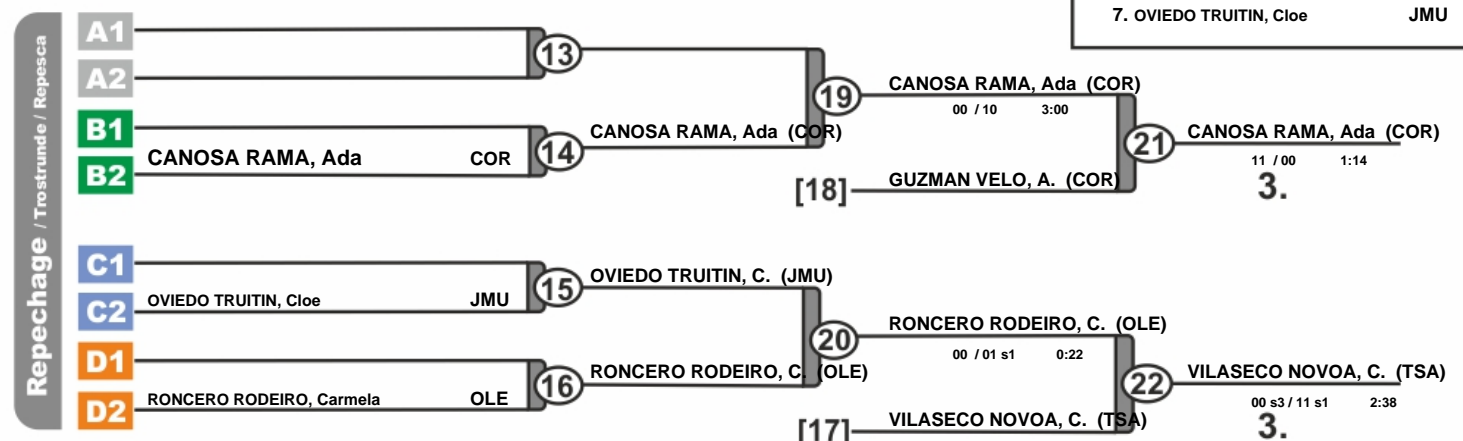 7. OVIEDO TRUITIN, Cloe JMU
Repechage / Trostrunde / Repesca
A1
13
A2
CANOSA RAMA, Ada (COR)
19
00 / 10 3:00
B1
CANOSA RAMA, Ada (COR)
CANOSA RAMA, Ada (COR)
14
21
B2
CANOSA RAMA, Ada COR
11 / 00 1:14
[18]
GUZMAN VELO, A. (COR)
3.
C1
OVIEDO TRUITIN, C. (JMU)
15
C2
OVIEDO TRUITIN, Cloe JMU
RONCERO RODEIRO, C. (OLE)
20
00 / 01 s1 0:22
D1
RONCERO RODEIRO, C. (OLE)
VILASECO NOVOA, C. (TSA)
16
22
D2
RONCERO RODEIRO, Carmela OLE
00 s3 / 11 s1 2:38
[17]
VILASECO NOVOA, C. (TSA)
3.